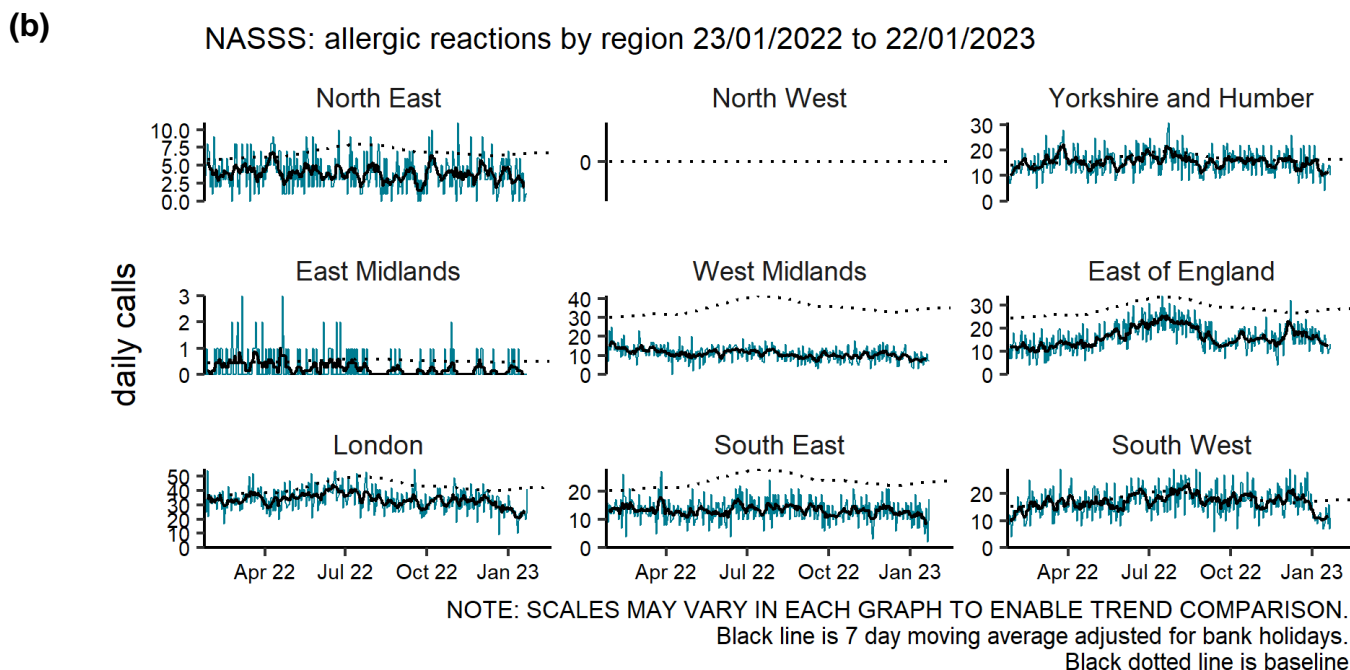 (b)
NASSS: allergic reactions by region 23/01/2022 to 22/01/2023
daily calls
North East
10.0
7.5
5.0
2.5
0.0
North West
0
Yorkshire and Humber
30
20
10
0
East Midlands
3
2
1
0
West Midlands
40
30
20
10
0
East of England
30
20
10
0
London
50
40
30
20
10
0
South East
20
10
0
South West
20
10
0
Apr 22 Jul 22 Oct 22 Jan 23
Apr 22 Jul 22 Oct 22 Jan 23
Apr 22 Jul 22 Oct 22 Jan 23
NOTE: SCALES MAY VARY IN EACH GRAPH TO ENABLE TREND COMPARISON.
Black line is 7 day moving average adjusted for bank holidays.
Black dotted line is baseline